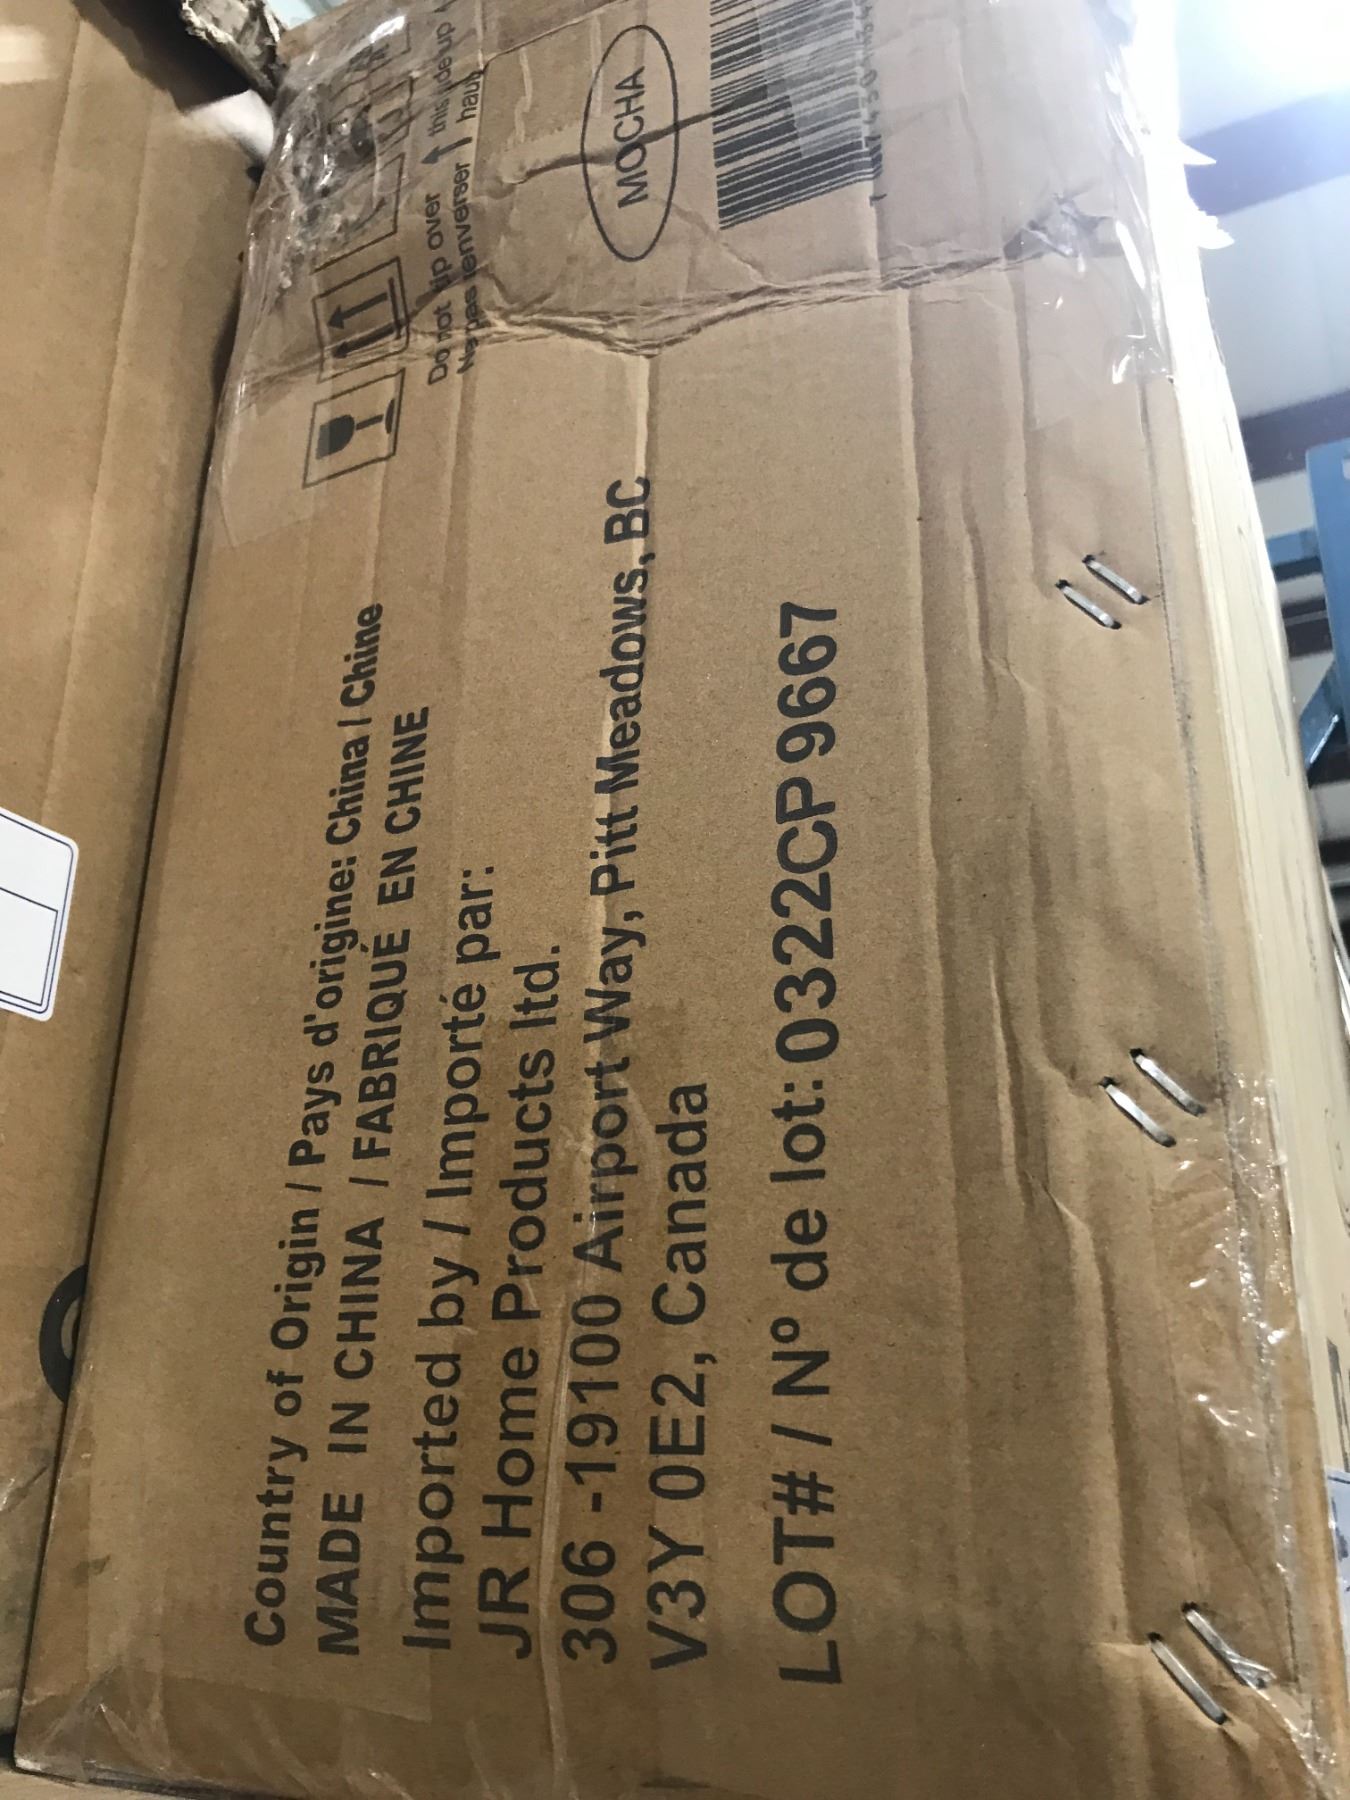 Country of Origin / Pays d'origine: China / Chine
MADE IN CHINA / FABRIQUÉ EN CHINE
Imported by / Importé par:
JR Home Products ltd.
306 -19100 Airport Way, Pitt Meadows, BC
V3Y 0E2, Canada
LOT# / Nº de lot: 0322CP9667
Do not tip over ↑ this side up
Ne pas renverser ↑ haut
MOCHA